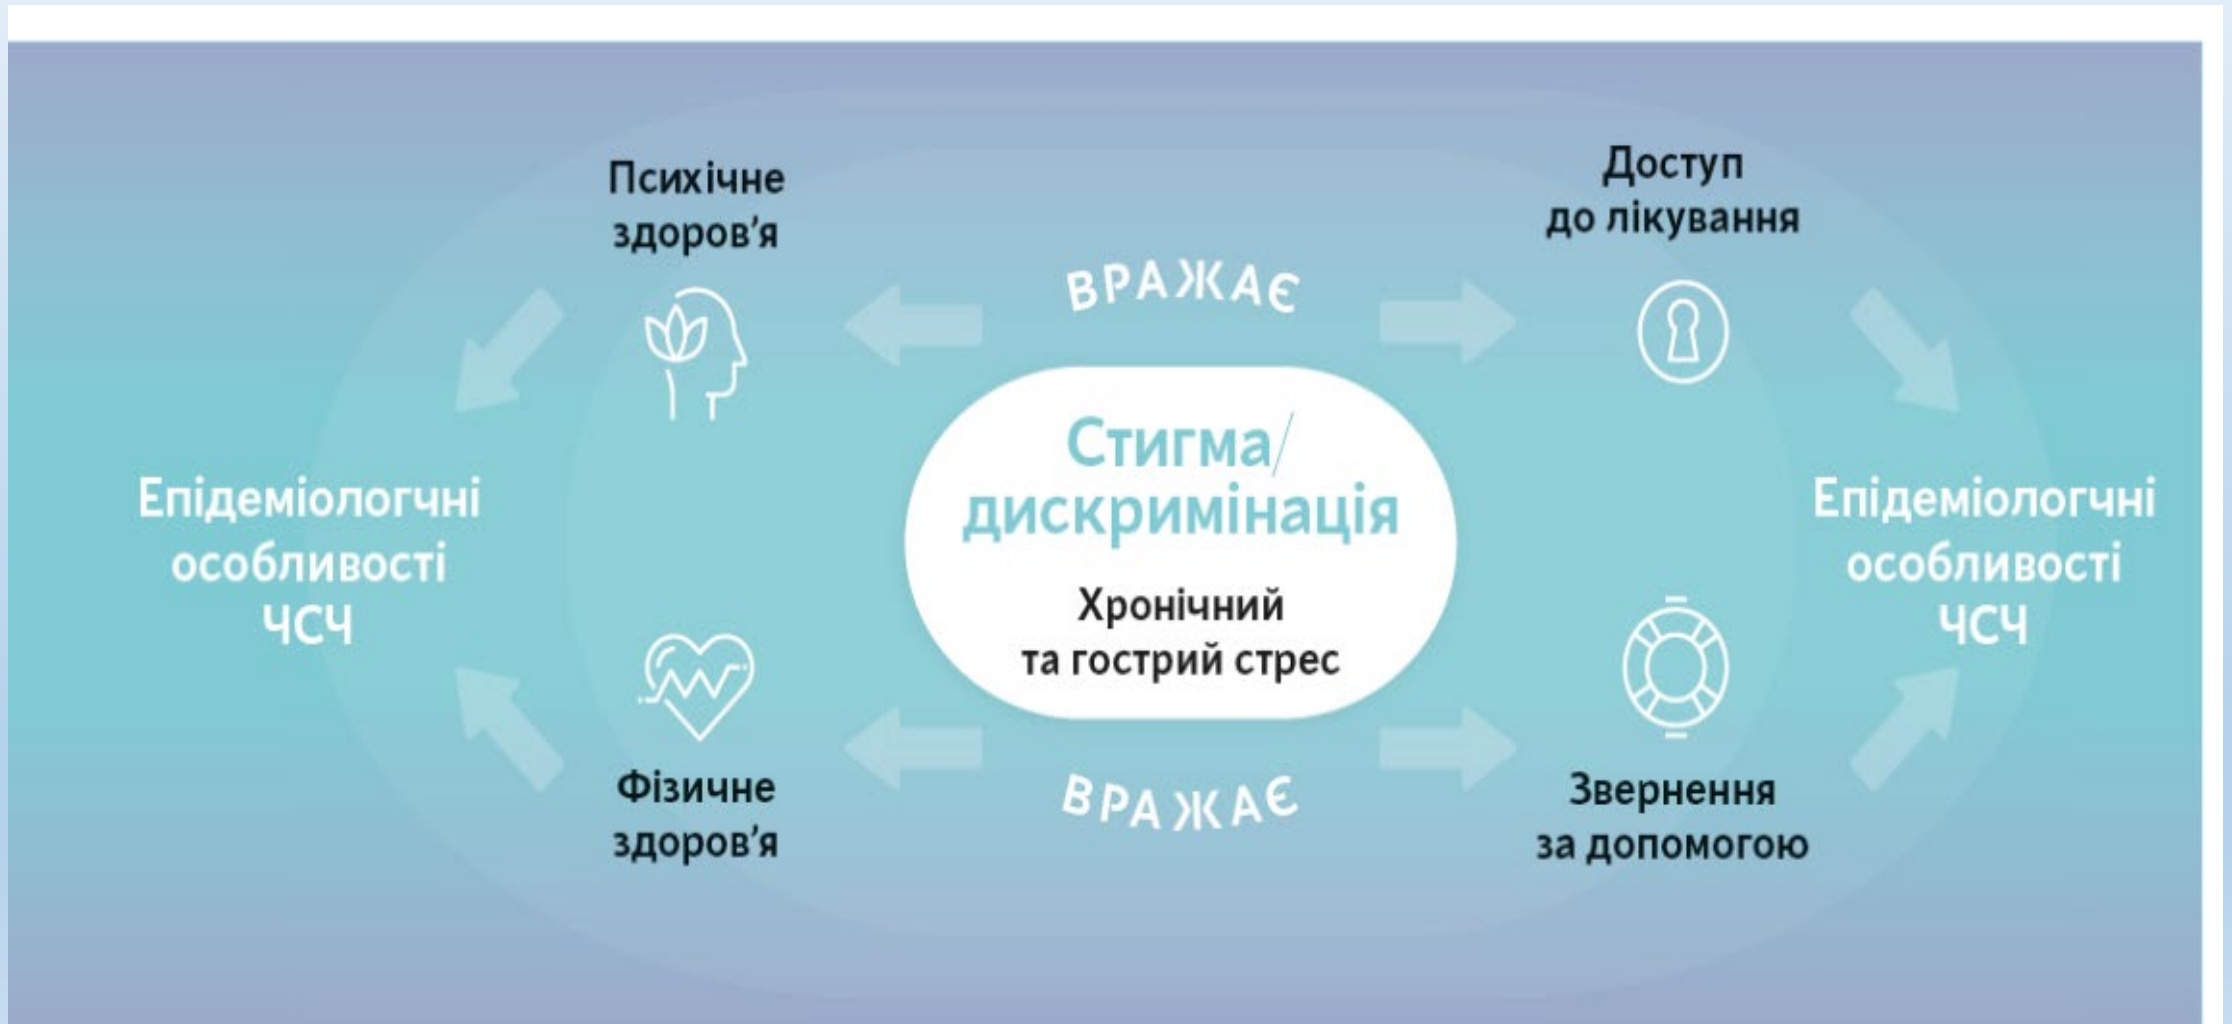 Психічне
здоров’я
Доступ
до лікування
ВРАЖАЄ
Стигма/
дискримінація
Хронічний
та гострий стрес
Епідеміологчні
особливості
ЧСЧ
Епідеміологчні
особливості
ЧСЧ
ВРАЖАЄ
Фізичне
здоров’я
Звернення
за допомогою